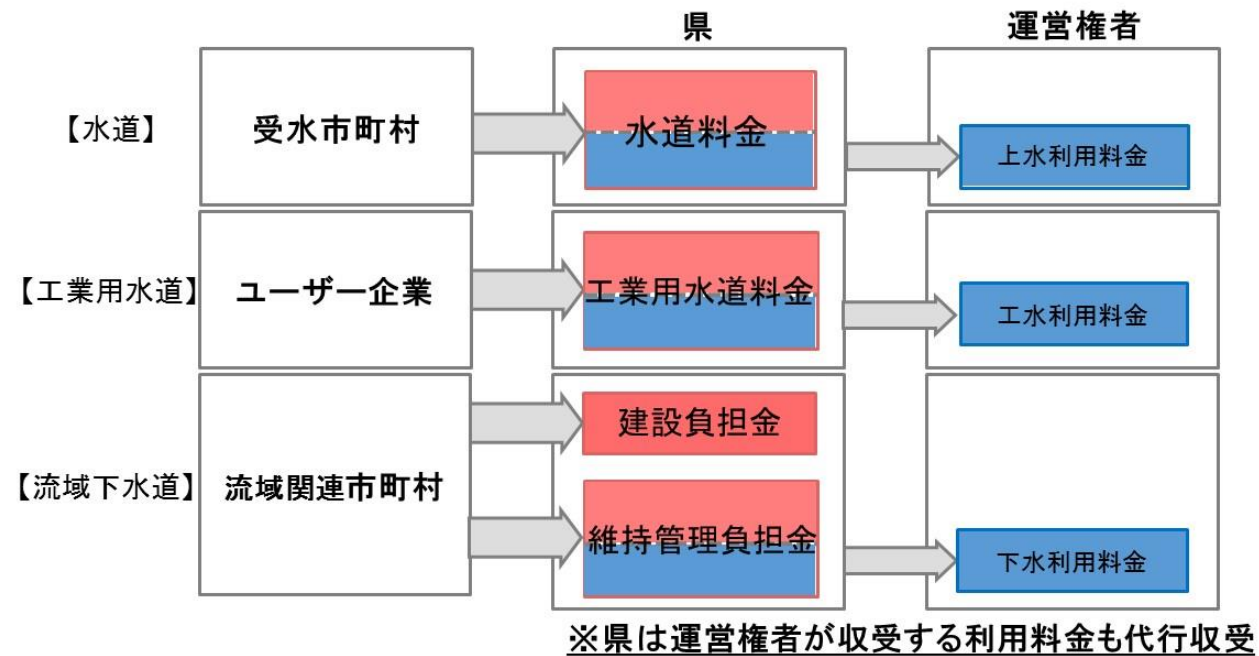 県
運営権者
【水道】
受水市町村
水道料金
上水利用料金
【工業用水道】
ユーザー企業
工業用水道料金
工水利用料金
【流域下水道】
流域関連市町村
建設負担金
維持管理負担金
下水利用料金
※県は運営権者が収受する利用料金も代行収受